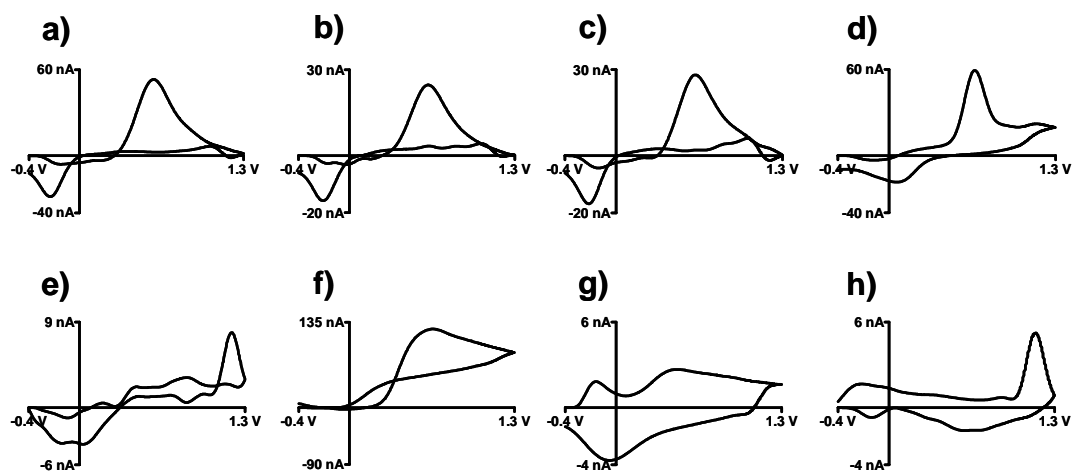 a)
60 nA
-0.4 V
1.3 V
-40 nA
b)
30 nA
-0.4 V
1.3 V
-20 nA
c)
30 nA
-0.4 V
1.3 V
-20 nA
d)
60 nA
-0.4 V
1.3 V
-40 nA
e)
9 nA
-0.4 V
1.3 V
-6 nA
f)
135 nA
-0.4 V
1.3 V
-90 nA
g)
6 nA
-0.4 V
1.3 V
-4 nA
h)
6 nA
-0.4 V
1.3 V
-4 nA